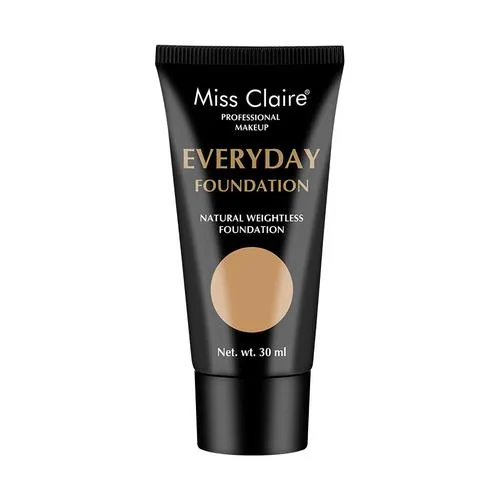 Miss Claire®
PROFESSIONAL
MAKEUP
EVERYDAY
FOUNDATION
NATURAL WEIGHTLESS
FOUNDATION
Net. wt. 30 ml